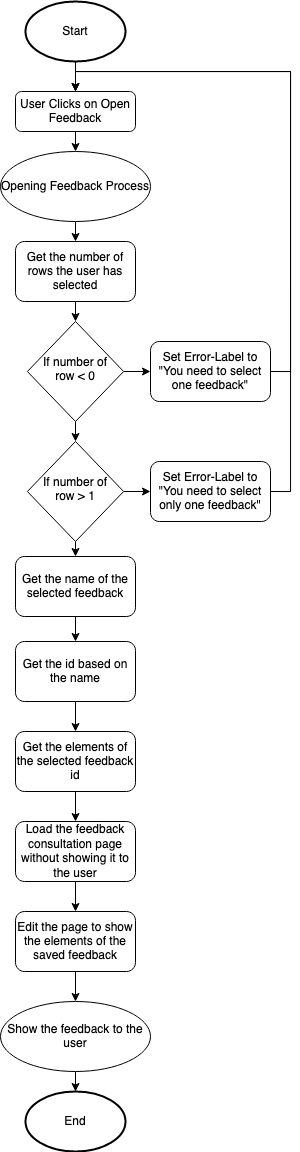 Start
User Clicks on Open
Feedback
Opening Feedback Process
Get the number of
rows the user has
selected
If number of
row < 0
Set Error-Label to
"You need to select
one feedback"
If number of
row > 1
Set Error-Label to
"You need to select
only one feedback"
Get the name of the
selected feedback
Get the id based on
the name
Get the elements of
the selected feedback
id
Load the feedback
consultation page
without showing it to
the user
Edit the page to show
the elements of the
saved feedback
Show the feedback to the
user
End